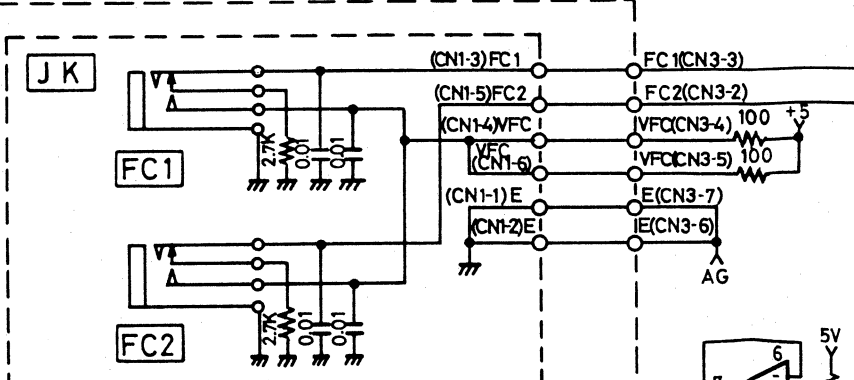 JK
(CN1-3)FC1
FC1(CN3-3)
(CN1-5)FC2
FC2(CN3-2)
(CN1-4)VFC
VFC(CN3-4)
100
+5
VFC
(CN1-6)
VFC(CN3-5)
100
(CN1-1)E
E(CN3-7)
(CN1-2)E
E(CN3-6)
AG
FC1
2.7K
0.01
0.01
FC2
2.7K
0.01
0.01
5V
6